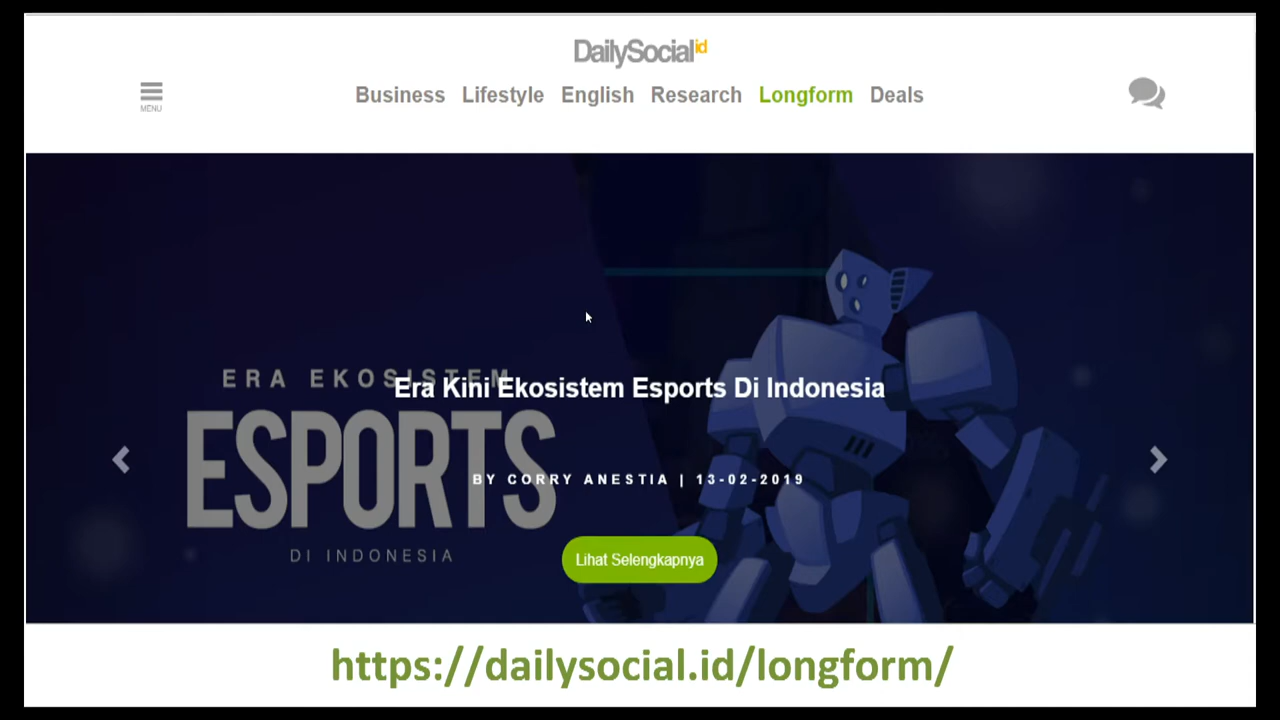 DailySocial.id
MENU
Business Lifestyle English Research Longform Deals
ERA EKOSISTEM
ESPORTS
DI INDONESIA
Era Kini Ekosistem Esports Di Indonesia
BY CORRY ANESTIA | 13-02-2019
Lihat Selengkapnya
https://dailysocial.id/longform/